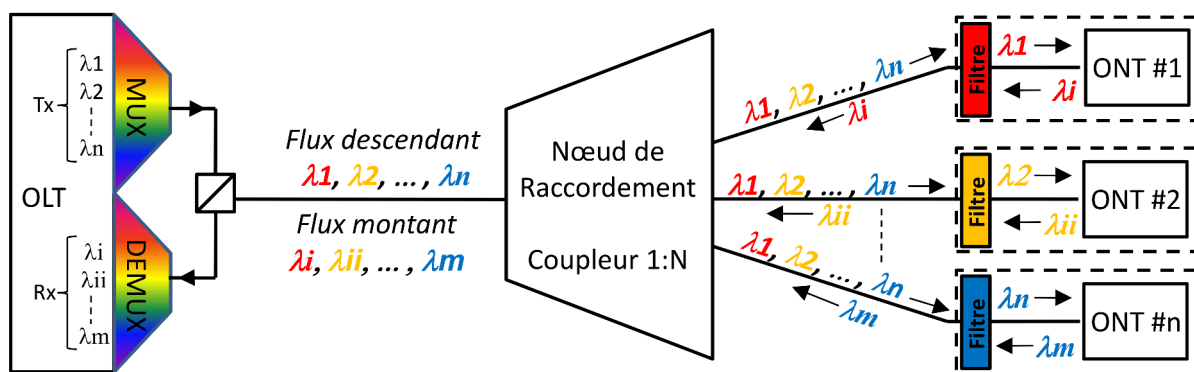 OLT
Tx
λ1
λ2
λn
MUX
Rx
λi
λii
λm
DEMUX
Flux descendant
λ1, λ2, ... , λn
Flux montant
λi, λii, ... , λm
Nœud de
Raccordement
Coupleur 1:N
λ1, λ2, ... , λn
λi
Filtre
λ1
λi
ONT #1
λ1, λ2, ... , λn
λii
Filtre
λ2
λii
ONT #2
λ1, λ2, ... , λn
λm
Filtre
λn
λm
ONT #n